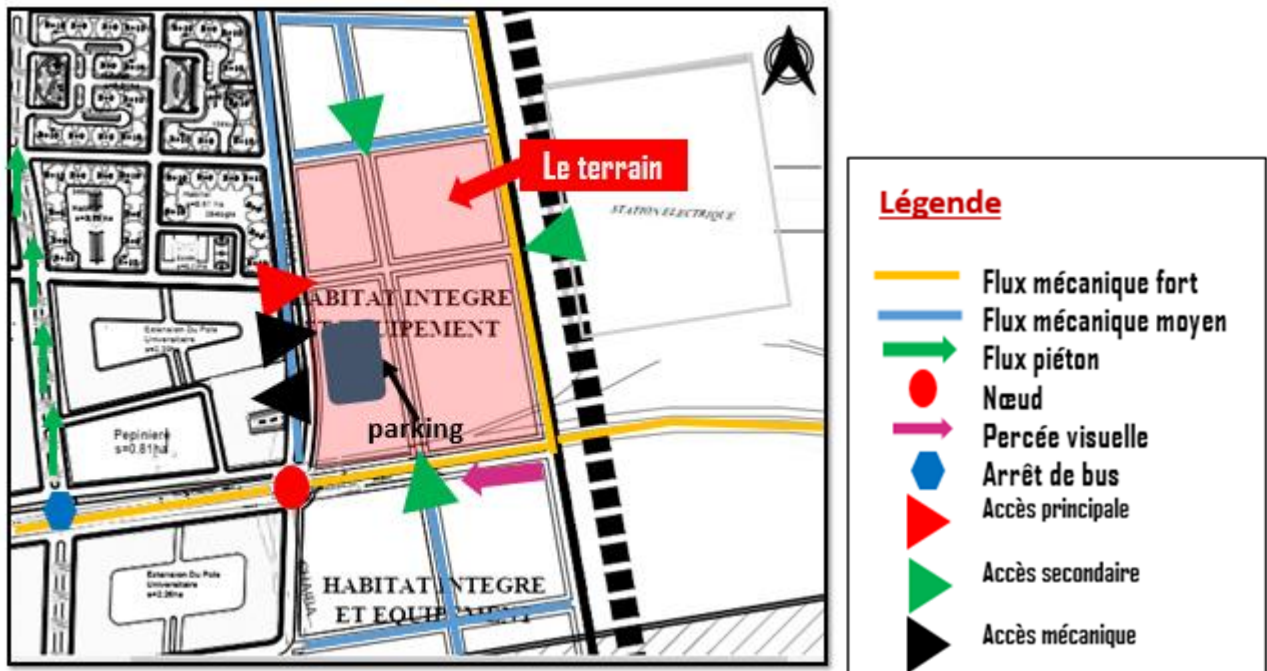 Le terrain
STATION ELECTRIQUE
HABITAT INTEGRE
ET EQUIPEMENT
Extension Du Pole
Universitaire
parking
Pepiniere
s=0.81ha
Extension Du Pole
Universitaire
HABITAT INTEGRE
ET EQUIPEMENT
Légende
Flux mécanique fort
Flux mécanique moyen
Flux piéton
Nœud
Percée visuelle
Arrêt de bus
Accès principale
Accès secondaire
Accès mécanique